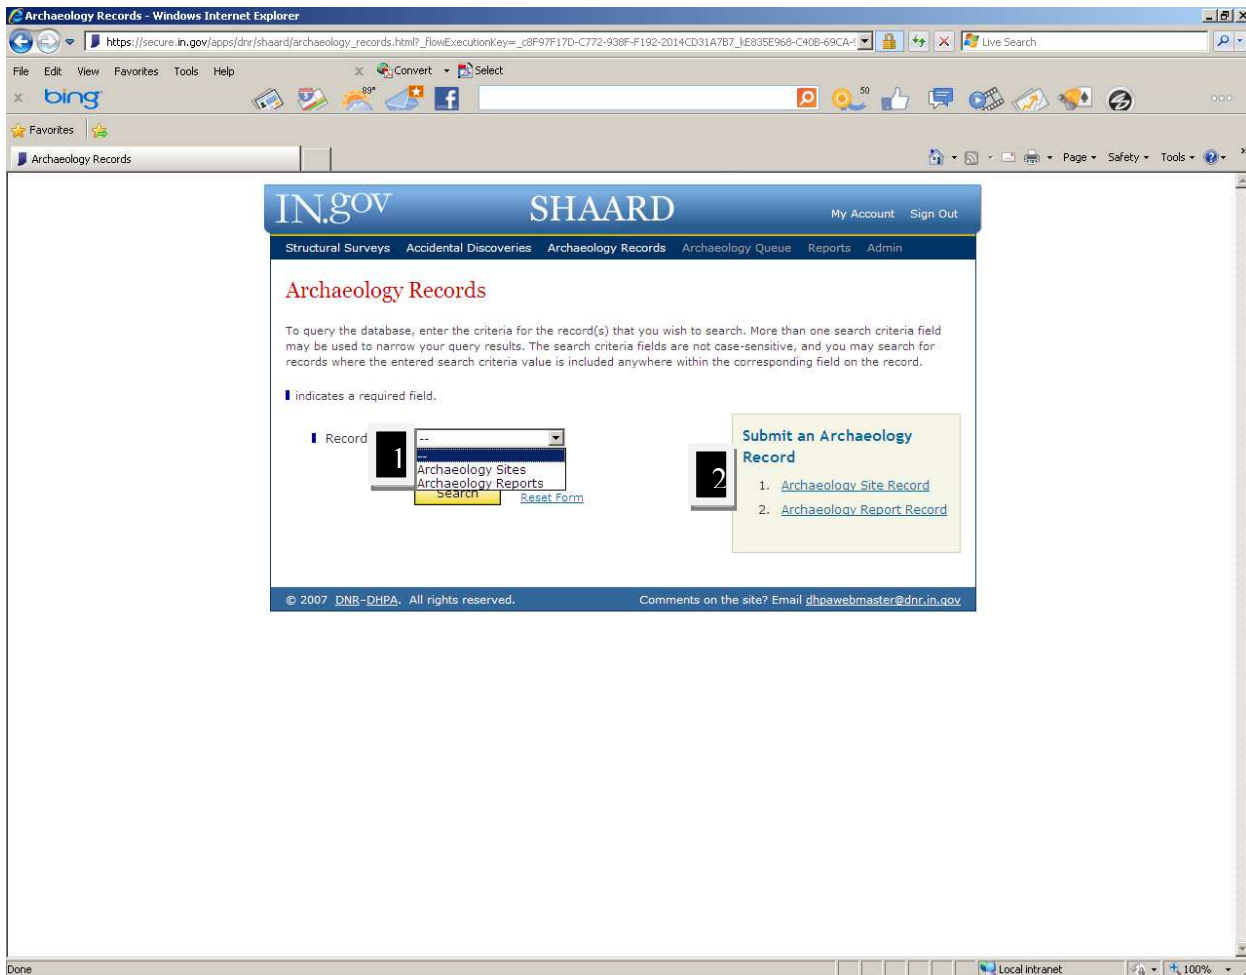 Archaeology Records - Windows Internet Explorer
https://secure.in.gov/apps/dnr/shaard/archaeology_records.html?_flowExecutionKey=_c8F97F17D-C772-938F-F192-2014CD31A7B7_kE835E968-C40B-69CA-
Live Search
File Edit View Favorites Tools Help
x Convert Select
x bing 89° 50
Favorites
Archaeology Records
Page Safety Tools
IN.gov SHAARD My Account Sign Out
Structural Surveys Accidental Discoveries Archaeology Records Archaeology Queue Reports Admin
Archaeology Records
To query the database, enter the criteria for the record(s) that you wish to search. More than one search criteria field
may be used to narrow your query results. The search criteria fields are not case-sensitive, and you may search for
records where the entered search criteria value is included anywhere within the corresponding field on the record.
indicates a required field.
Record 1 --
--
Archaeology Sites
Archaeology Reports
Search Reset Form
2
Submit an Archaeology
Record
1. Archaeology Site Record
2. Archaeology Report Record
© 2007 DNR-DHPA. All rights reserved. Comments on the site? Email dhpawebmaster@dnr.in.gov
Done Local intranet 100%